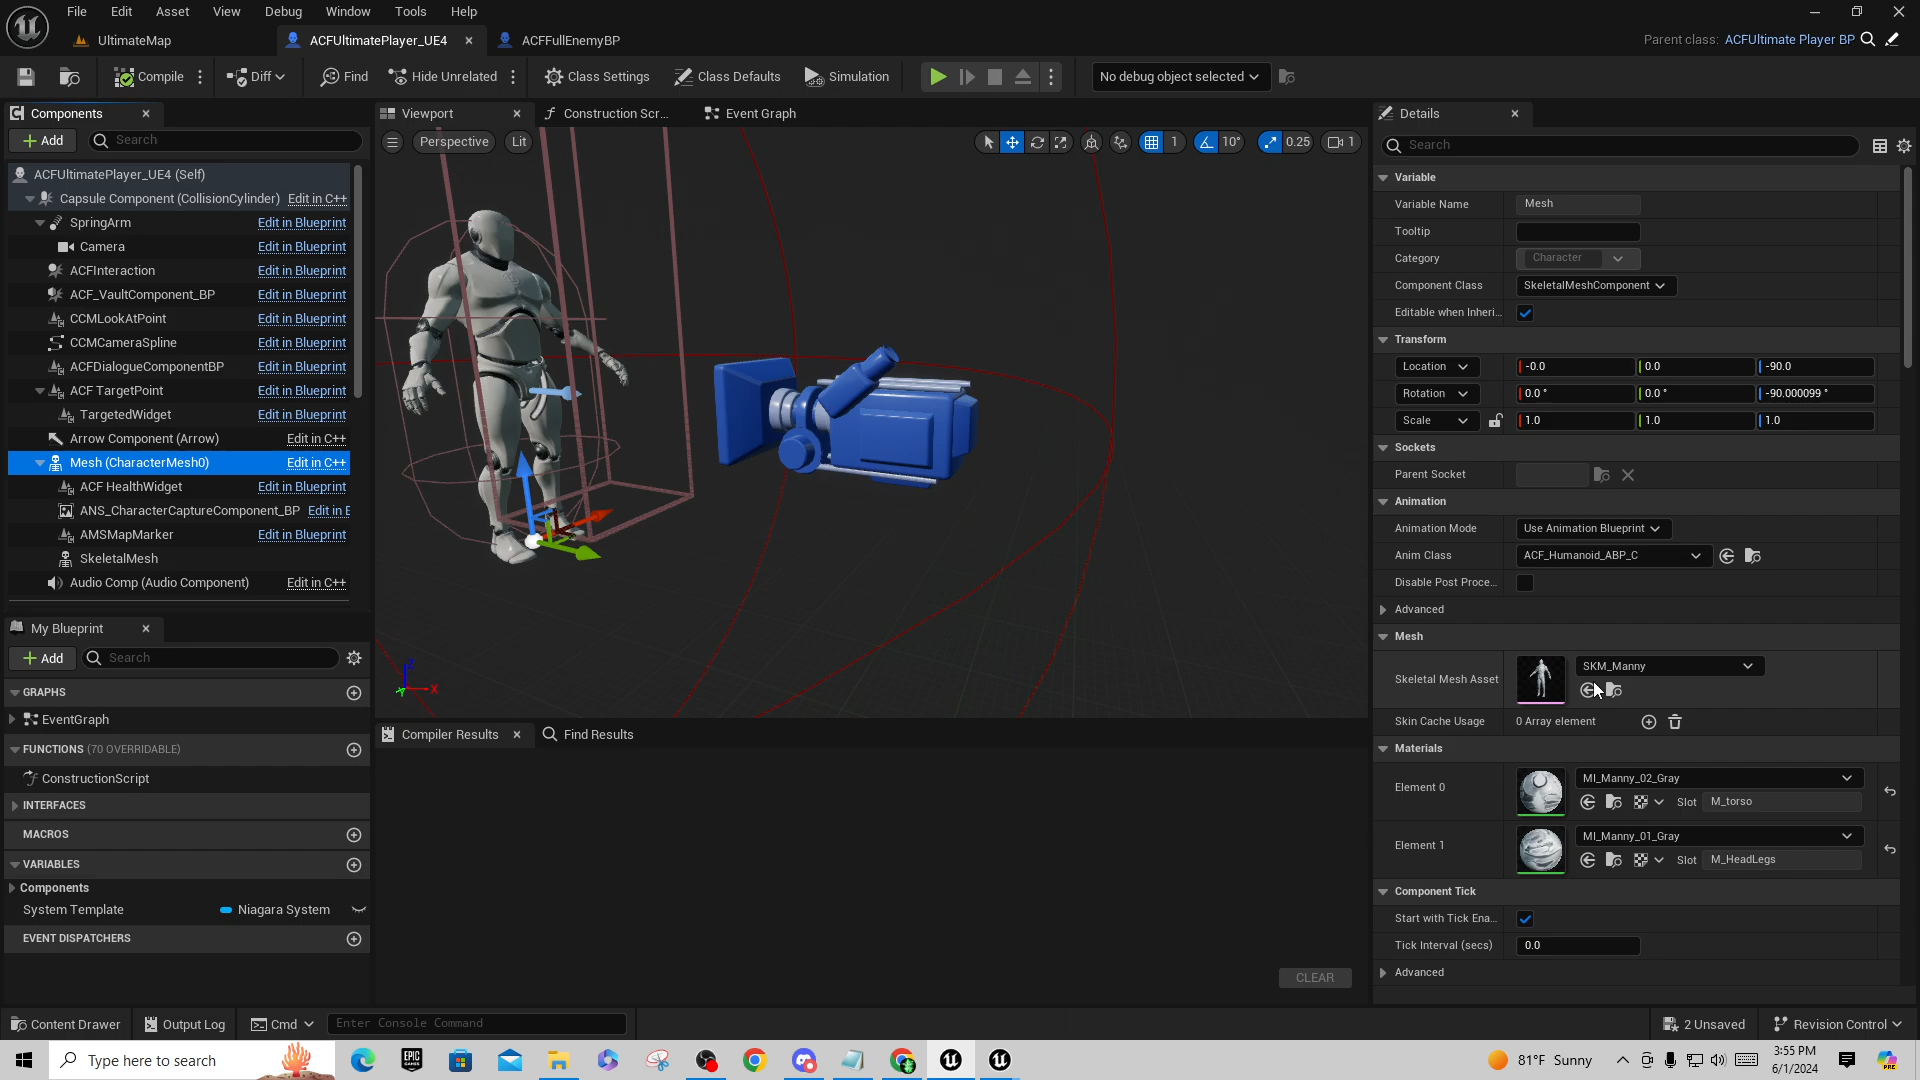 File Edit Asset View Debug Window Tools Help
UltimateMap ACFUltimatePlayer_UE4 ACFFullEnemyBP
Parent class: ACFUltimate Player BP
Compile Diff Find Hide Unrelated Class Settings Class Defaults Simulation No debug object selected
Components
Add Search
ACFUltimatePlayer_UE4 (Self)
Capsule Component (CollisionCylinder) Edit in C++
SpringArm Edit in Blueprint
Camera Edit in Blueprint
ACFInteraction Edit in Blueprint
ACF_VaultComponent_BP Edit in Blueprint
CCMLookAtPoint Edit in Blueprint
CCMCameraSpline Edit in Blueprint
ACFDialogueComponentBP Edit in Blueprint
ACF TargetPoint Edit in Blueprint
TargetedWidget Edit in Blueprint
Arrow Component (Arrow) Edit in C++
Mesh (CharacterMesh0) Edit in C++
ACF HealthWidget Edit in Blueprint
ANS_CharacterCaptureComponent_BP Edit in E
AMSMapMarker Edit in Blueprint
SkeletalMesh
Audio Comp (Audio Component) Edit in C++
My Blueprint
Add Search
GRAPHS
EventGraph
FUNCTIONS (70 OVERRIDABLE)
ConstructionScript
INTERFACES
MACROS
VARIABLES
Components
System Template Niagara System
EVENT DISPATCHERS
Viewport Construction Scr... Event Graph
Perspective Lit 1 10° 0.25 1
Z
X
Y
Compiler Results Find Results
CLEAR
Details
Search
Variable
Variable Name Mesh
Tooltip
Category Character
Component Class SkeletalMeshComponent
Editable when Inheri...
Transform
Location -0.0 0.0 -90.0
Rotation 0.0 ° 0.0 ° -90.000099 °
Scale 1.0 1.0 1.0
Sockets
Parent Socket
Animation
Animation Mode Use Animation Blueprint
Anim Class ACF_Humanoid_ABP_C
Disable Post Proce...
Advanced
Mesh
Skeletal Mesh Asset SKM_Manny
Skin Cache Usage 0 Array element
Materials
Element 0 MI_Manny_02_Gray
Slot M_torso
Element 1 MI_Manny_01_Gray
Slot M_HeadLegs
Component Tick
Start with Tick Ena...
Tick Interval (secs) 0.0
Advanced
Content Drawer Output Log Cmd Enter Console Command 2 Unsaved Revision Control
Type here to search EPIC GAMES 81°F Sunny 3:55 PM
6/1/2024
PRE